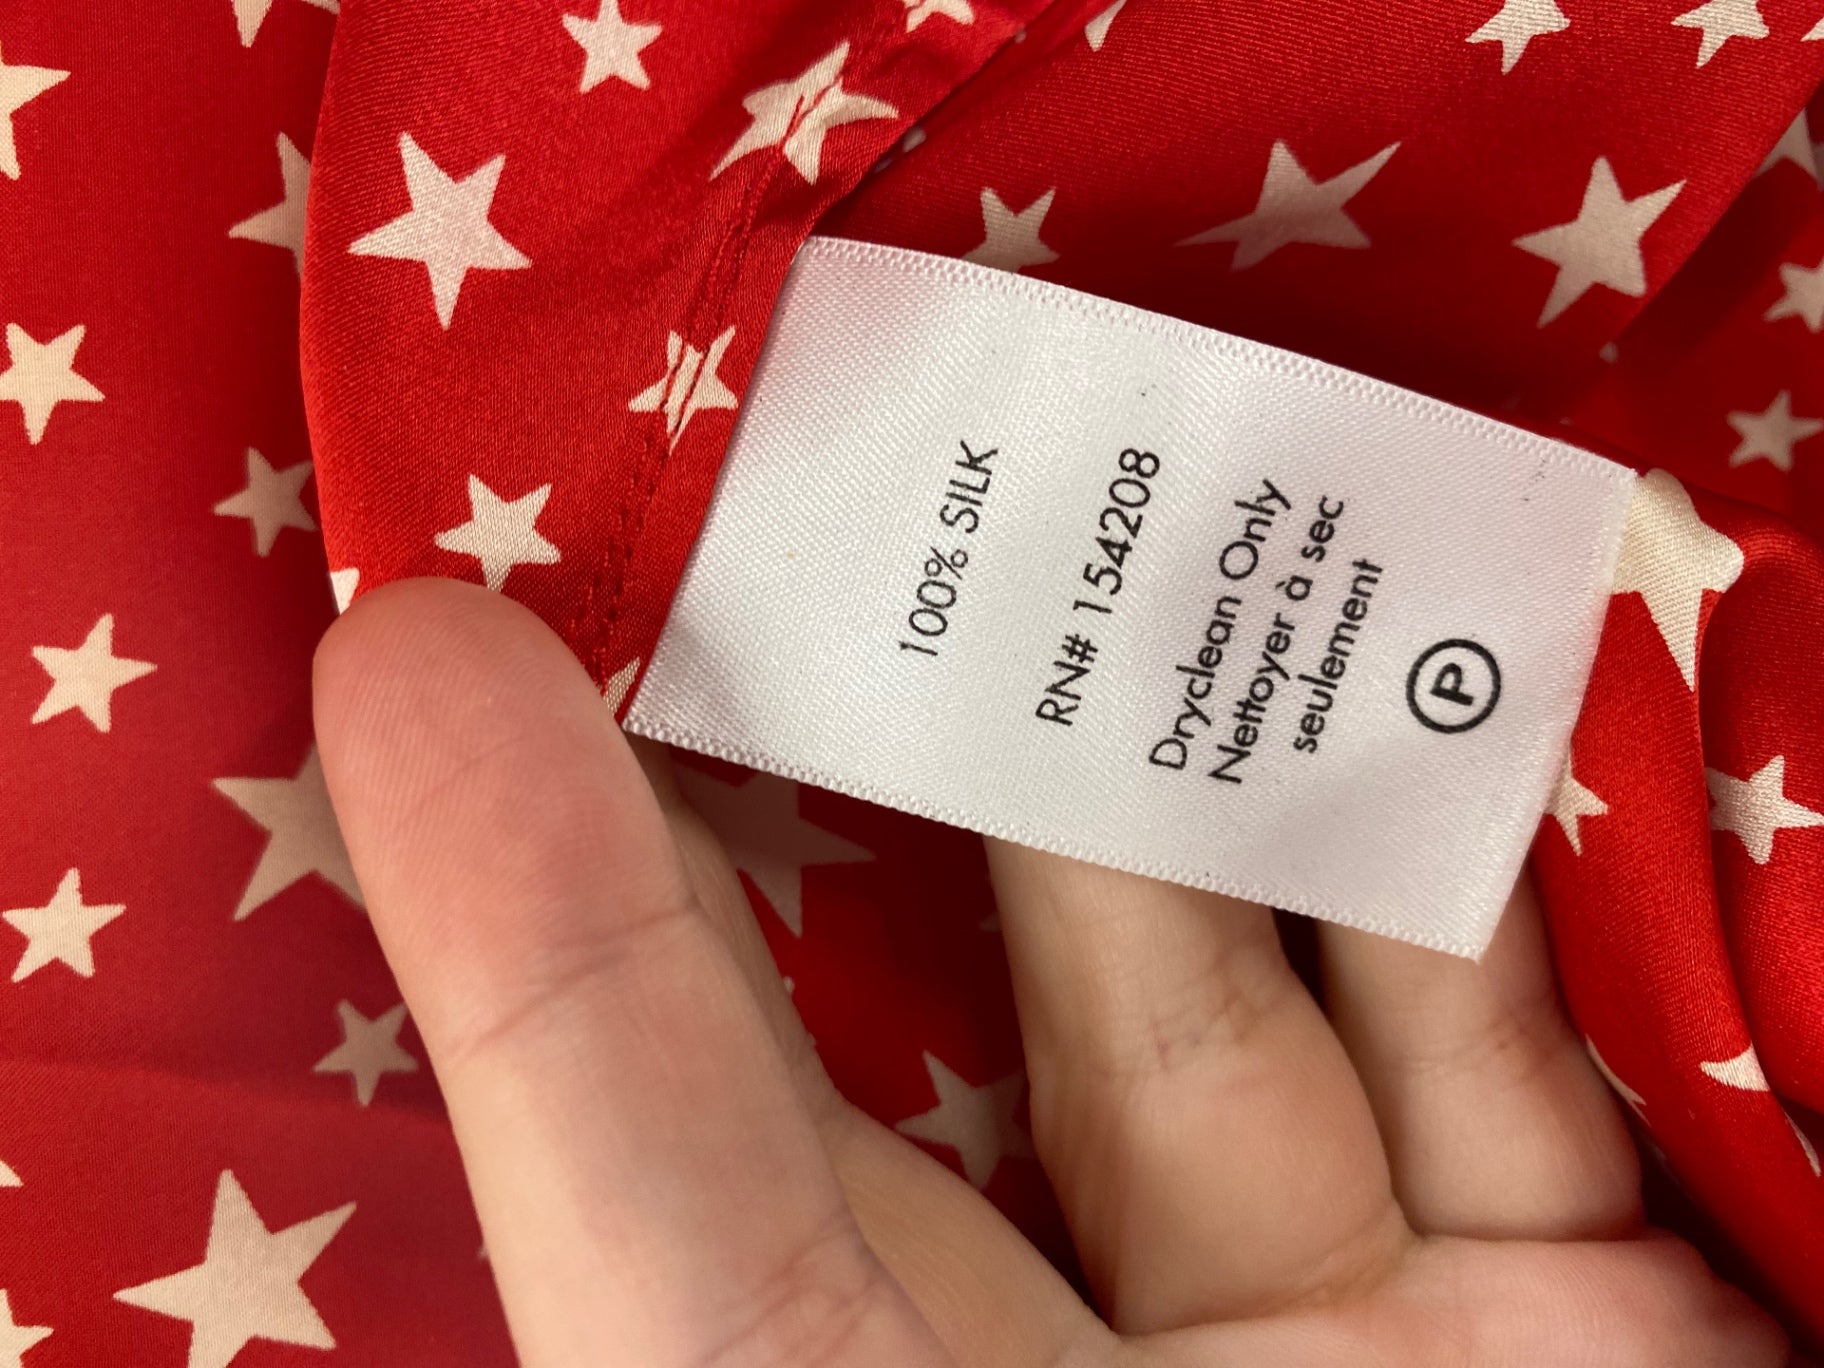 100% SILK
RN# 154208
Dryclean Only
Nettoyer à sec
seulement
P